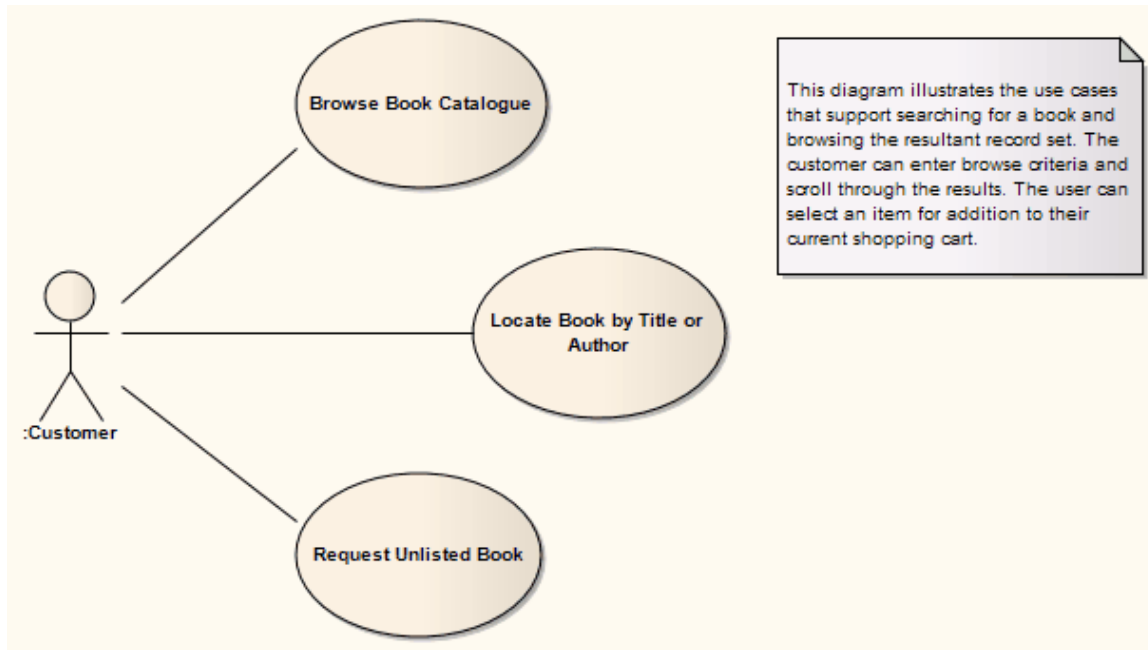 Browse Book Catalogue
This diagram illustrates the use cases
that support searching for a book and
browsing the resultant record set. The
customer can enter browse criteria and
scroll through the results. The user can
select an item for addition to their
current shopping cart.
Locate Book by Title or
Author
:Customer
Request Unlisted Book